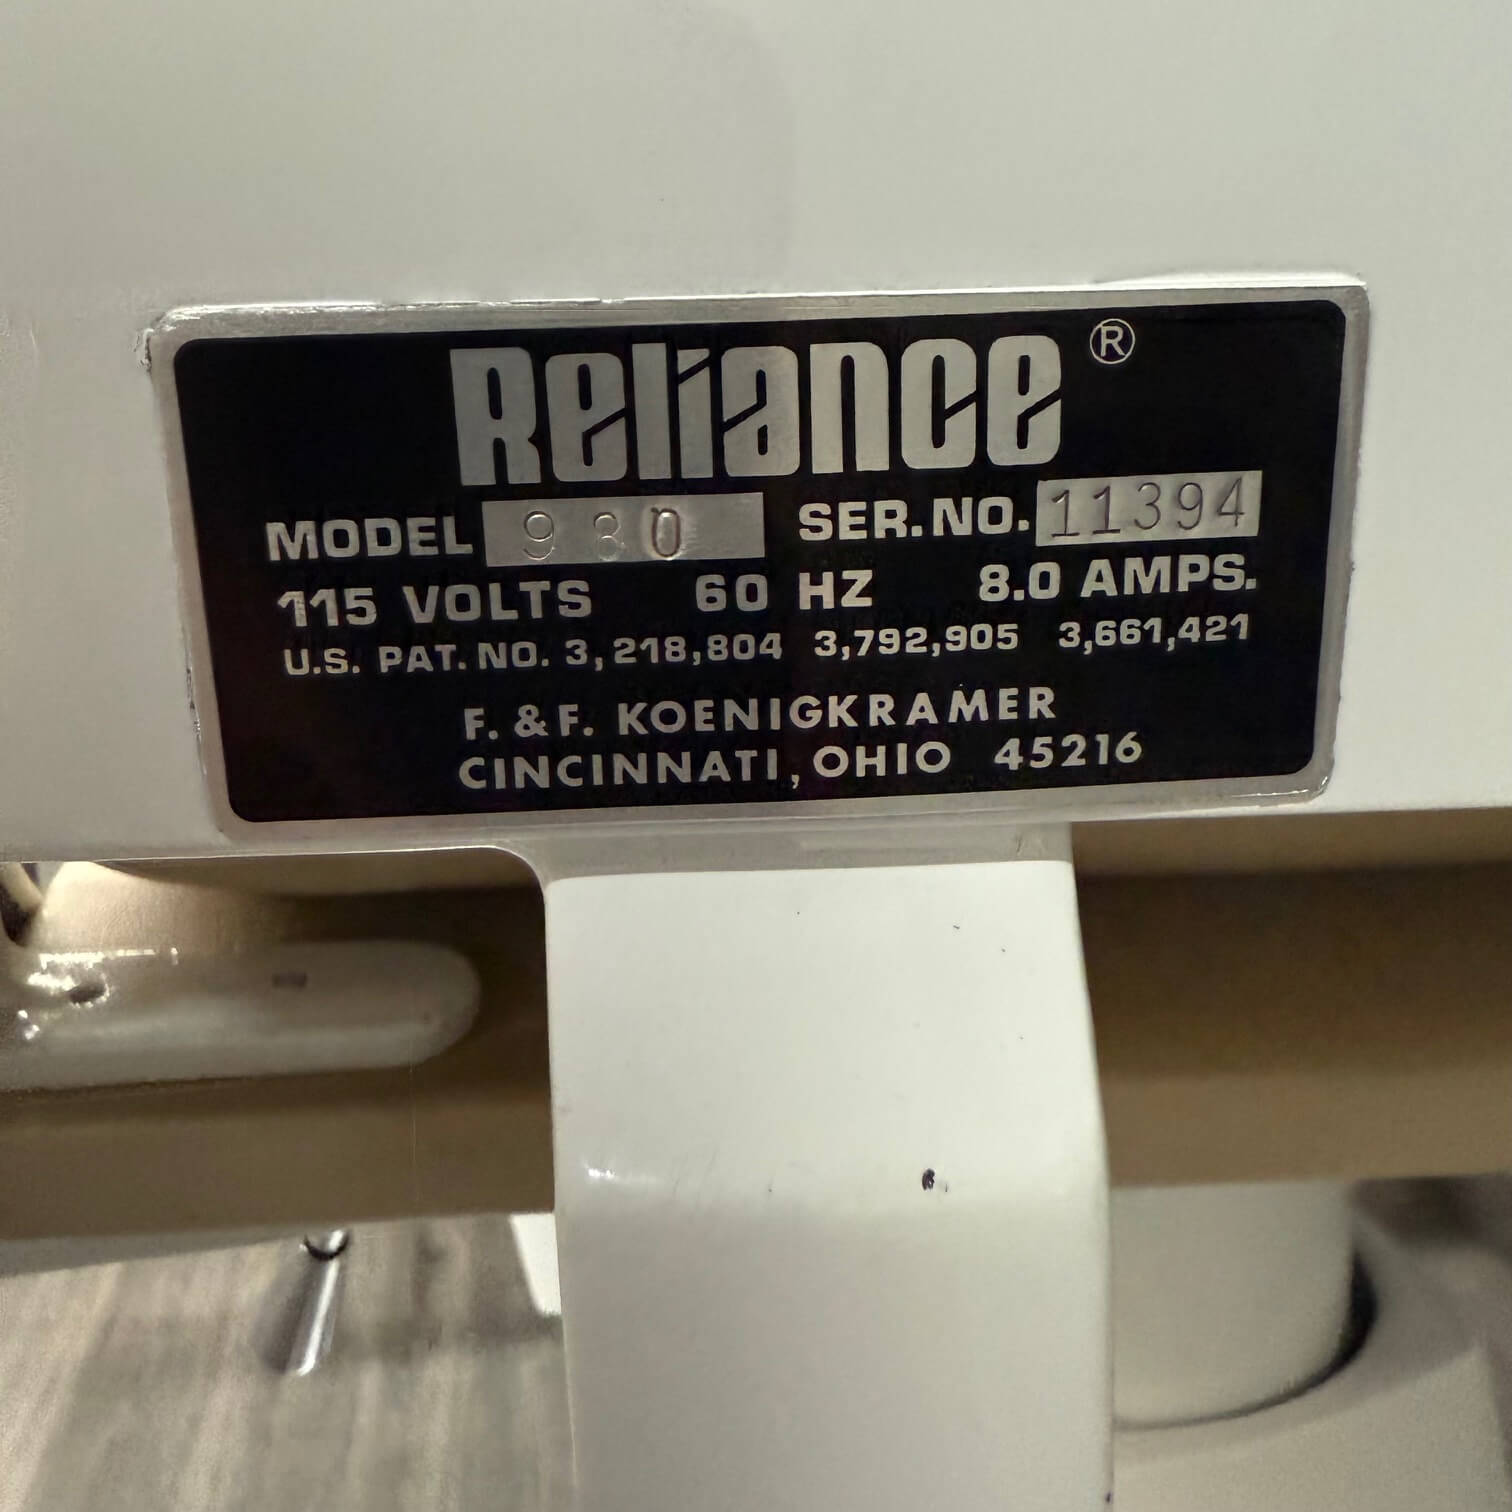 Reliance ®
MODEL 980 SER. NO. 11394
115 VOLTS 60 HZ 8.0 AMPS.
U.S. PAT. NO. 3,218,804 3,792,905 3,661,421
F. & F. KOENIGKRAMER
CINCINNATI, OHIO 45216